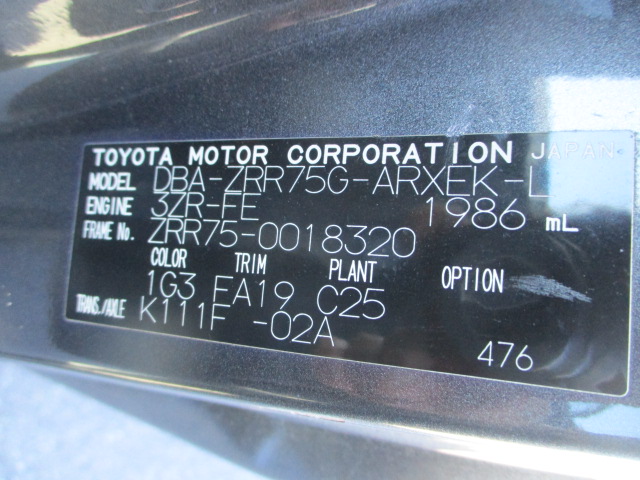 TOYOTA MOTOR CORPORATION JAPAN
MODEL DBA-ZRR75G-ARXEK-L
ENGINE 3ZR-FE 1986 mL
FRAME No. ZRR75-0018320
COLOR TRIM PLANT OPTION
1G3 FA19 C25
TRANS./AXLE K111F -02A
476